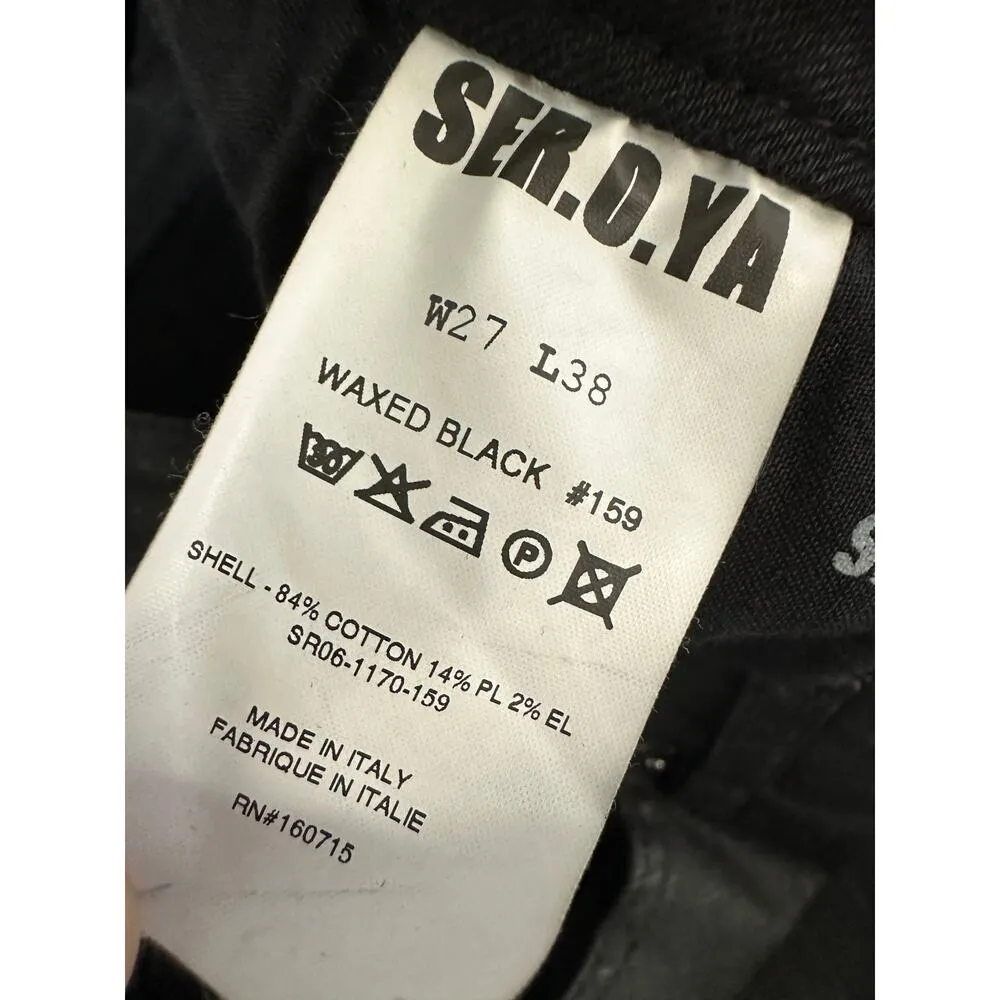 SER.O.YA
W27 L38
WAXED BLACK #159
30 P
SHELL - 84% COTTON 14% PL 2% EL
SR06-1170-159
MADE IN ITALY
FABRIQUE IN ITALIE
RN#160715